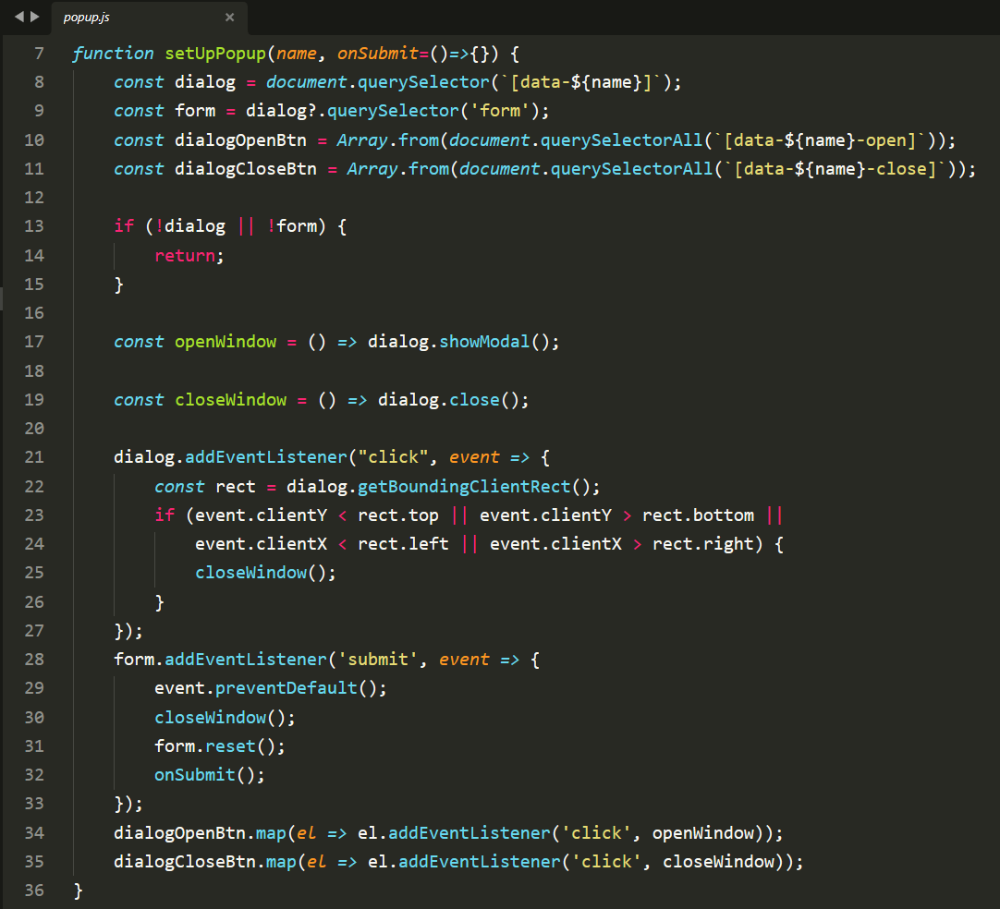 popup.js
7 function setUpPopup(name, onSubmit=()=>{}) {
8     const dialog = document.querySelector(`[data-${name}]`);
9     const form = dialog?.querySelector('form');
10     const dialogOpenBtn = Array.from(document.querySelectorAll(`[data-${name}-open]`));
11     const dialogCloseBtn = Array.from(document.querySelectorAll(`[data-${name}-close]`));
12
13     if (!dialog || !form) {
14         return;
15     }
16
17     const openWindow = () => dialog.showModal();
18
19     const closeWindow = () => dialog.close();
20
21     dialog.addEventListener("click", event => {
22         const rect = dialog.getBoundingClientRect();
23         if (event.clientY < rect.top || event.clientY > rect.bottom ||
24             event.clientX < rect.left || event.clientX > rect.right) {
25             closeWindow();
26         }
27     });
28     form.addEventListener('submit', event => {
29         event.preventDefault();
30         closeWindow();
31         form.reset();
32         onSubmit();
33     });
34     dialogOpenBtn.map(el => el.addEventListener('click', openWindow));
35     dialogCloseBtn.map(el => el.addEventListener('click', closeWindow));
36 }